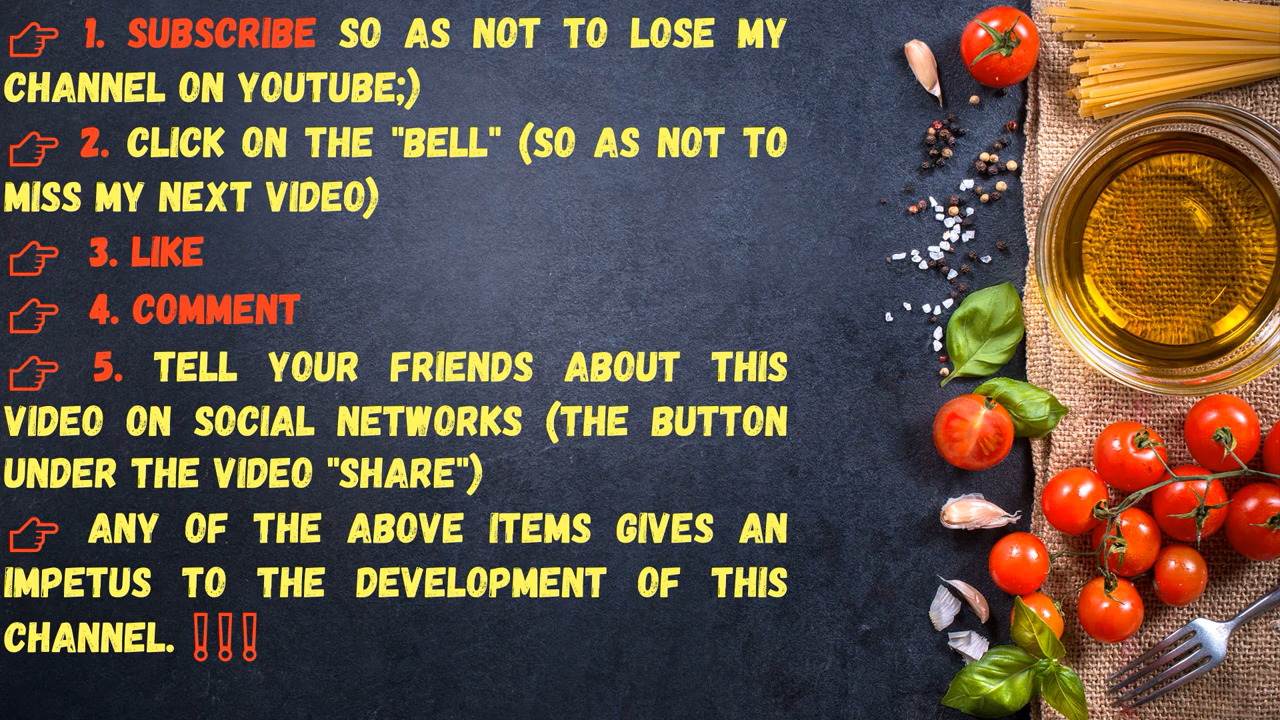 👉 1. SUBSCRIBE SO AS NOT TO LOSE MY
CHANNEL ON YOUTUBE;)
👉 2. CLICK ON THE "BELL" (SO AS NOT TO
MISS MY NEXT VIDEO)
👉 3. LIKE
👉 4. COMMENT
👉 5. TELL YOUR FRIENDS ABOUT THIS
VIDEO ON SOCIAL NETWORKS (THE BUTTON
UNDER THE VIDEO "SHARE")
👉 ANY OF THE ABOVE ITEMS GIVES AN
IMPETUS TO THE DEVELOPMENT OF THIS
CHANNEL. !!!